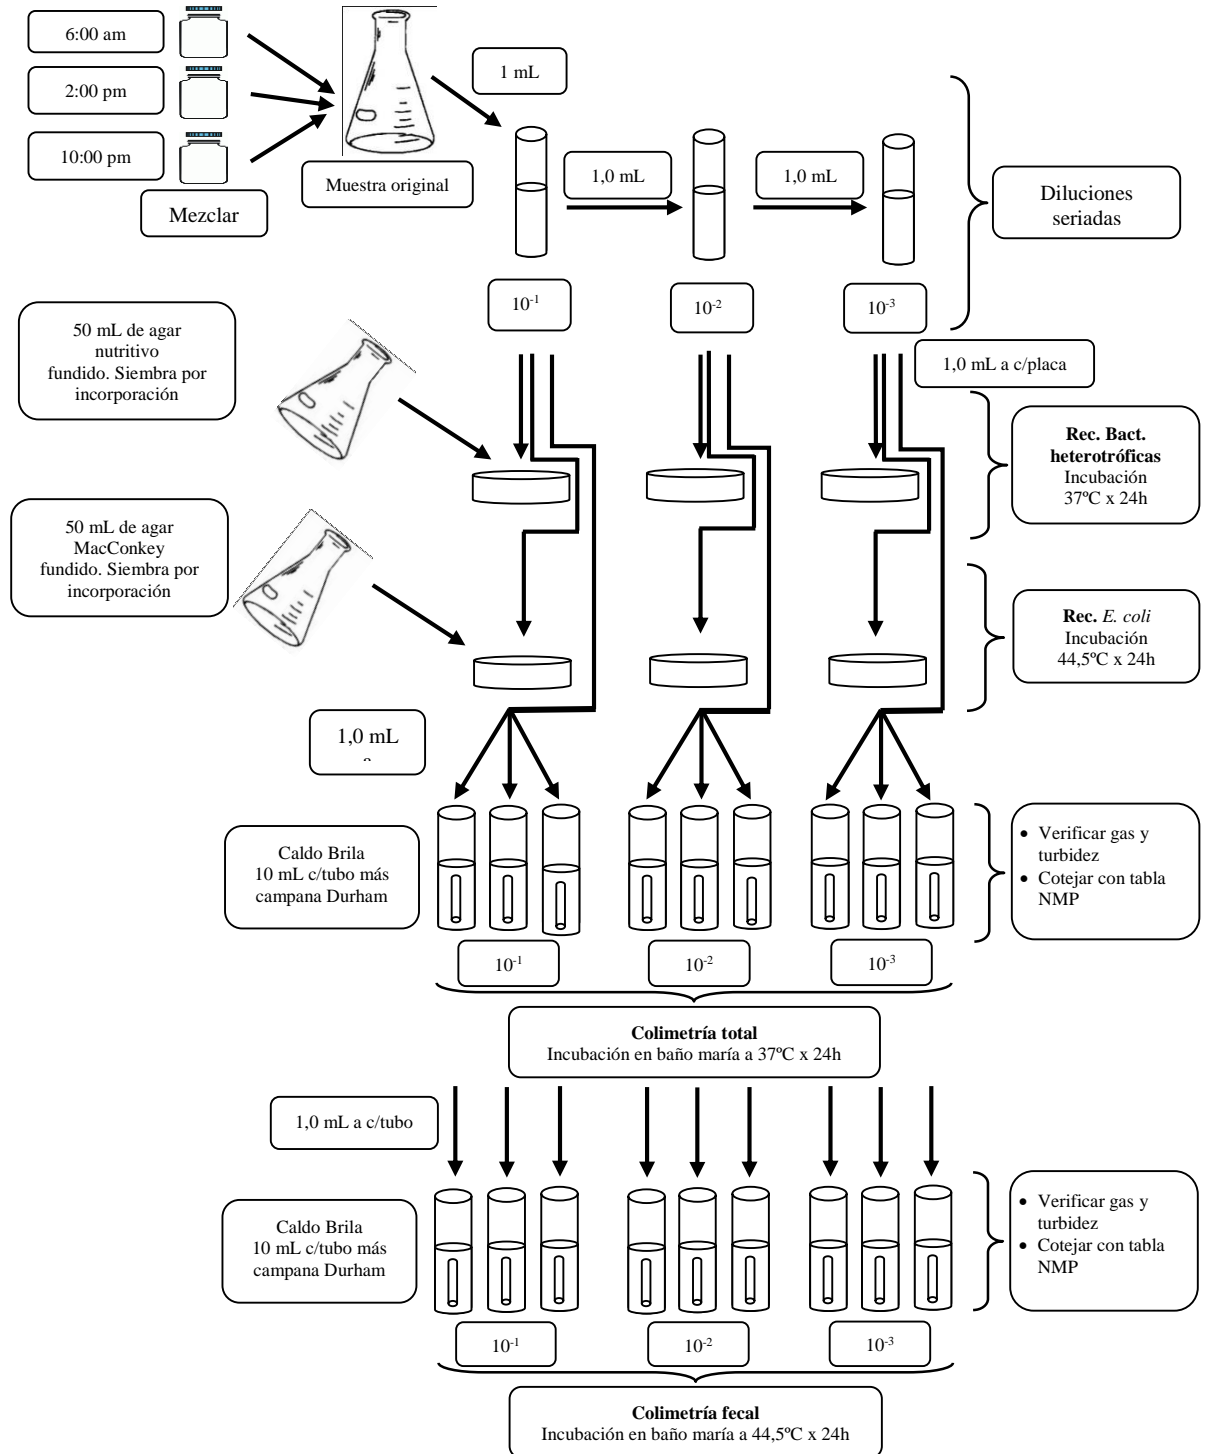 6:00 am
2:00 pm
10:00 pm
Mezclar
Muestra original
1 mL
1,0 mL
1,0 mL
Diluciones
seriadas
10-1
10-2
10-3
50 mL de agar
nutritivo
fundido. Siembra por
incorporación
1,0 mL a c/placa
Rec. Bact.
heterotróficas
Incubación
37ºC x 24h
50 mL de agar
MacConkey
fundido. Siembra por
incorporación
Rec. E. coli
Incubación
44,5ºC x 24h
1,0 mL
Caldo Brila
10 mL c/tubo más
campana Durham
• Verificar gas y
turbidez
• Cotejar con tabla
NMP
10-1
10-2
10-3
Colimetría total
Incubación en baño maría a 37ºC x 24h
1,0 mL a c/tubo
Caldo Brila
10 mL c/tubo más
campana Durham
• Verificar gas y
turbidez
• Cotejar con tabla
NMP
10-1
10-2
10-3
Colimetría fecal
Incubación en baño maría a 44,5ºC x 24h